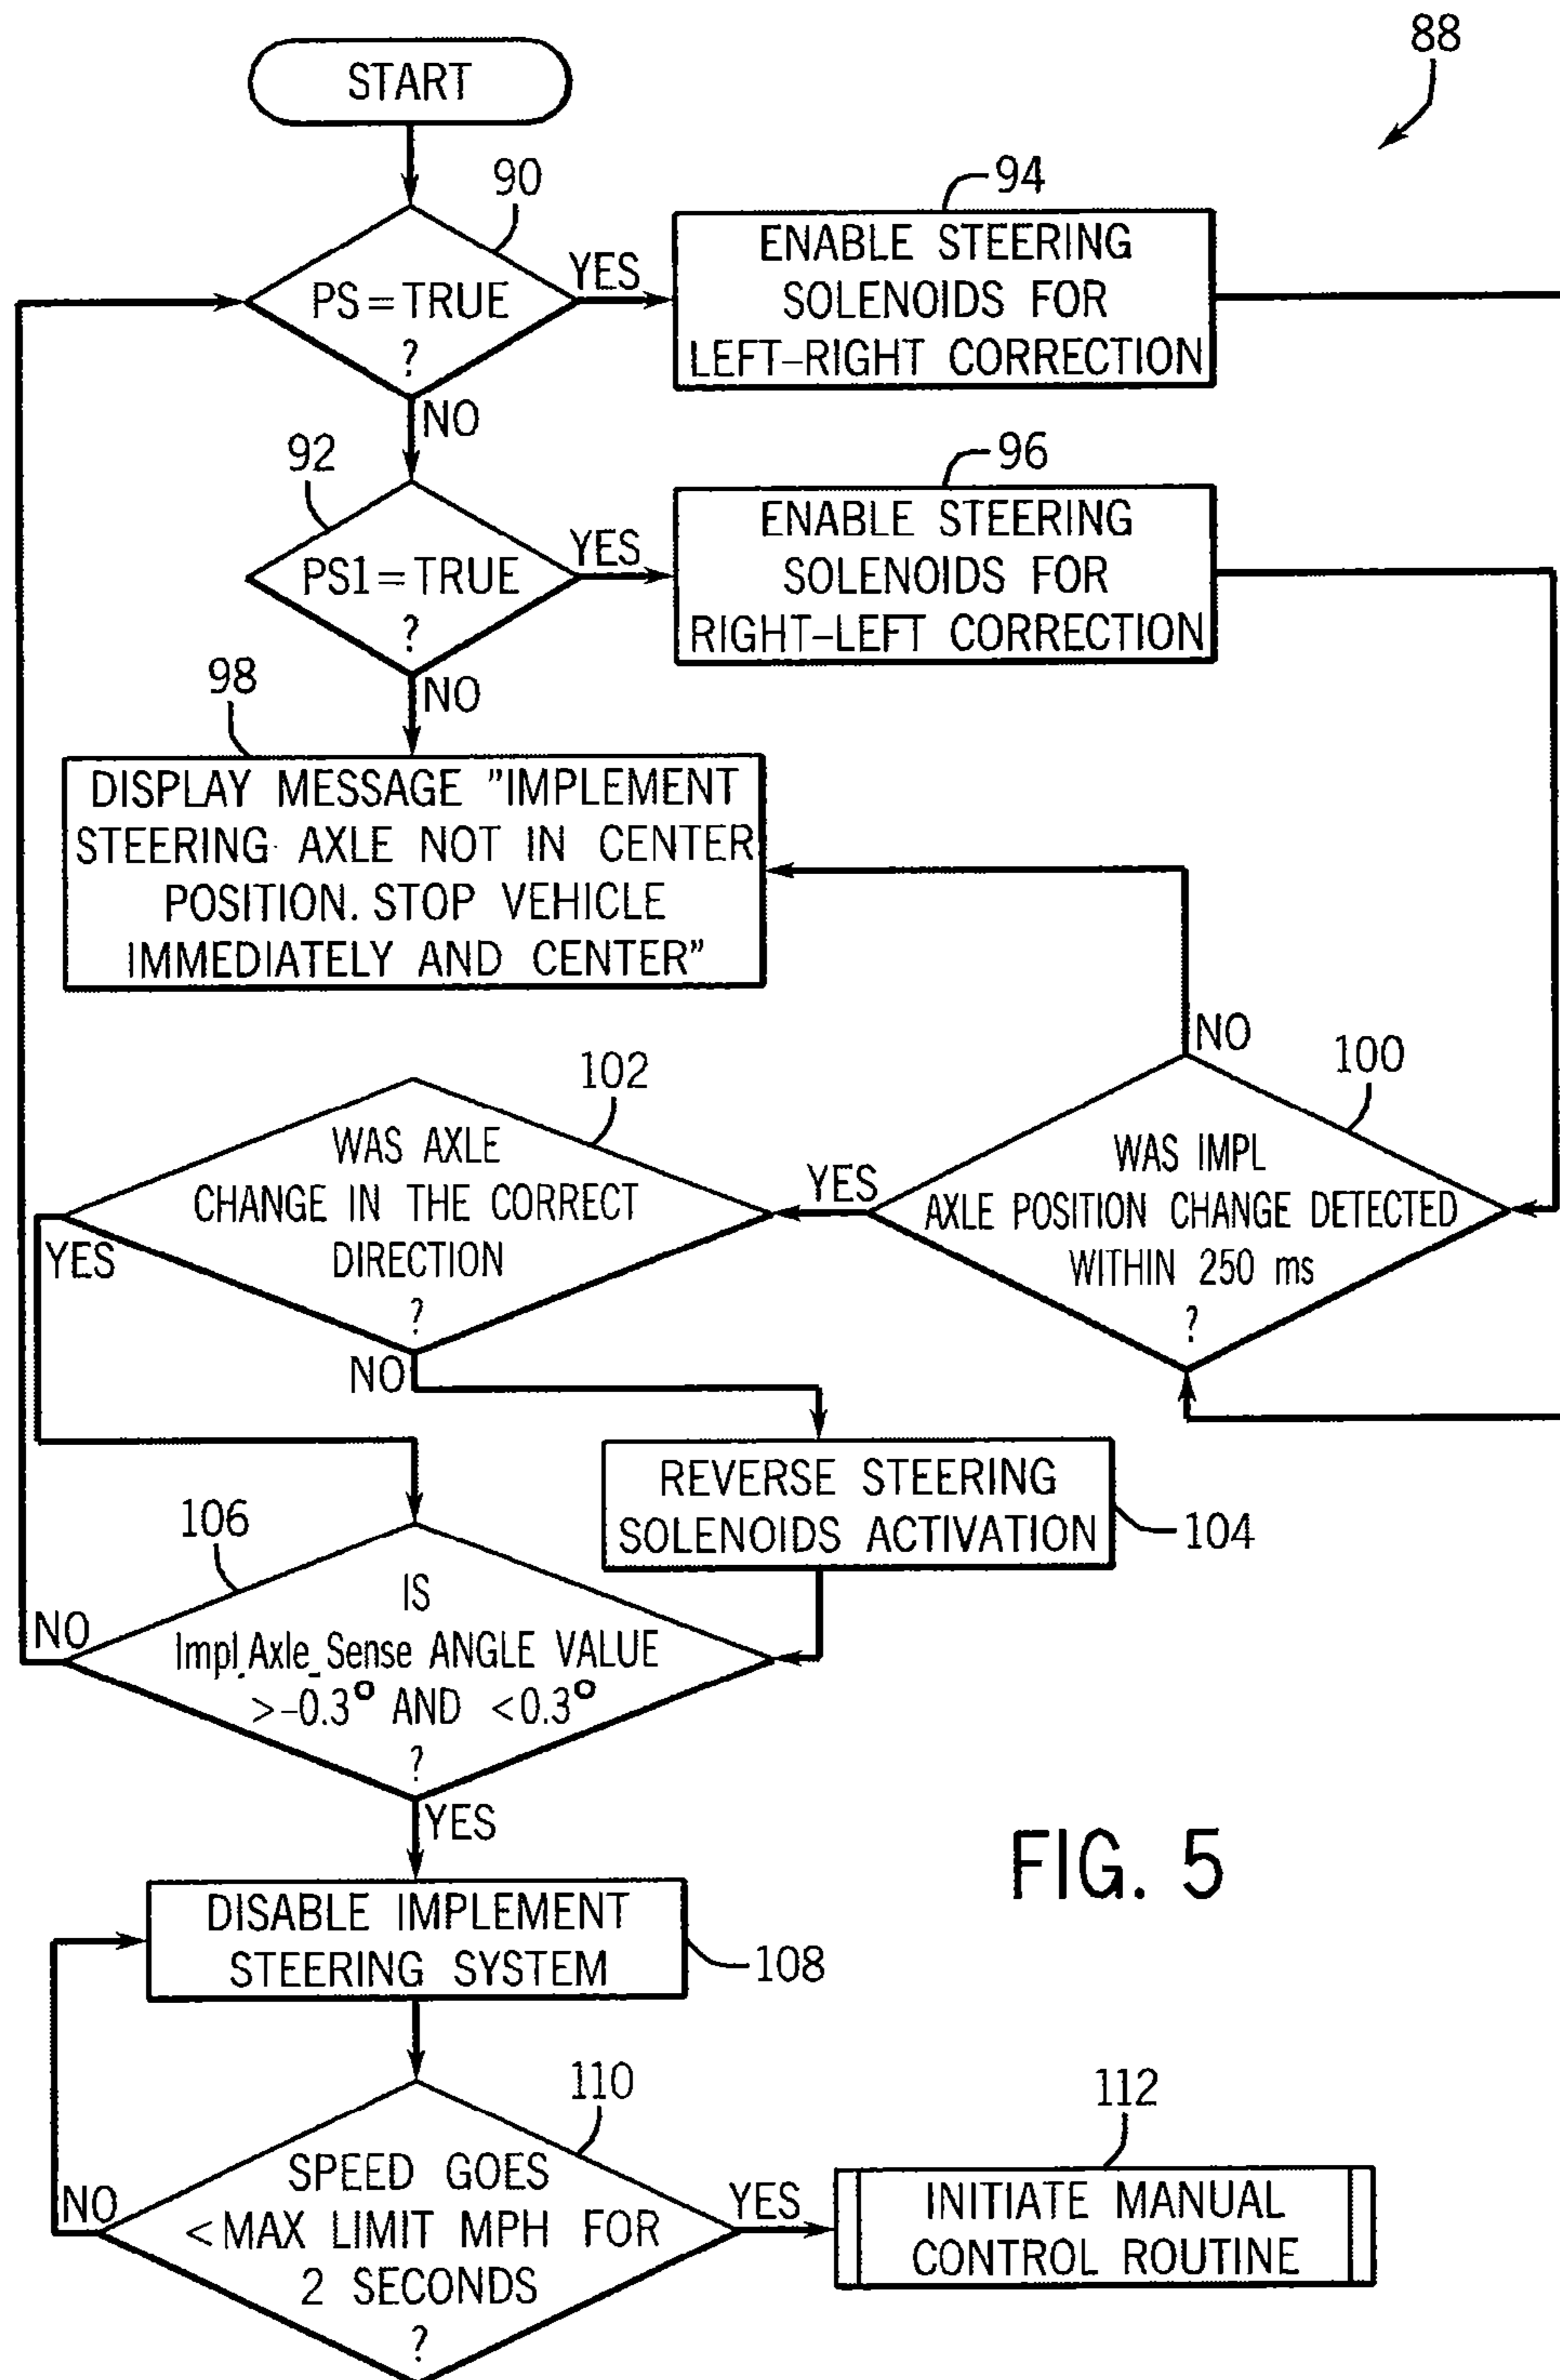 88
START
90
PS=TRUE
?
YES
NO
94
ENABLE STEERING
SOLENOIDS FOR
LEFT-RIGHT CORRECTION
92
PS1=TRUE
?
YES
NO
96
ENABLE STEERING
SOLENOIDS FOR
RIGHT-LEFT CORRECTION
98
DISPLAY MESSAGE "IMPLEMENT
STEERING AXLE NOT IN CENTER
POSITION. STOP VEHICLE
IMMEDIATELY AND CENTER"
NO
100
WAS IMPL
AXLE POSITION CHANGE DETECTED
WITHIN 250 ms
?
YES
102
WAS AXLE
CHANGE IN THE CORRECT
DIRECTION
?
YES
NO
REVERSE STEERING
SOLENOIDS ACTIVATION
104
106
IS
Impl_Axle_Sense ANGLE VALUE
>-0.3° AND <0.3°
?
NO
YES
FIG. 5
DISABLE IMPLEMENT
STEERING SYSTEM
108
110
SPEED GOES
<MAX LIMIT MPH FOR
2 SECONDS
?
NO
YES
112
INITIATE MANUAL
CONTROL ROUTINE